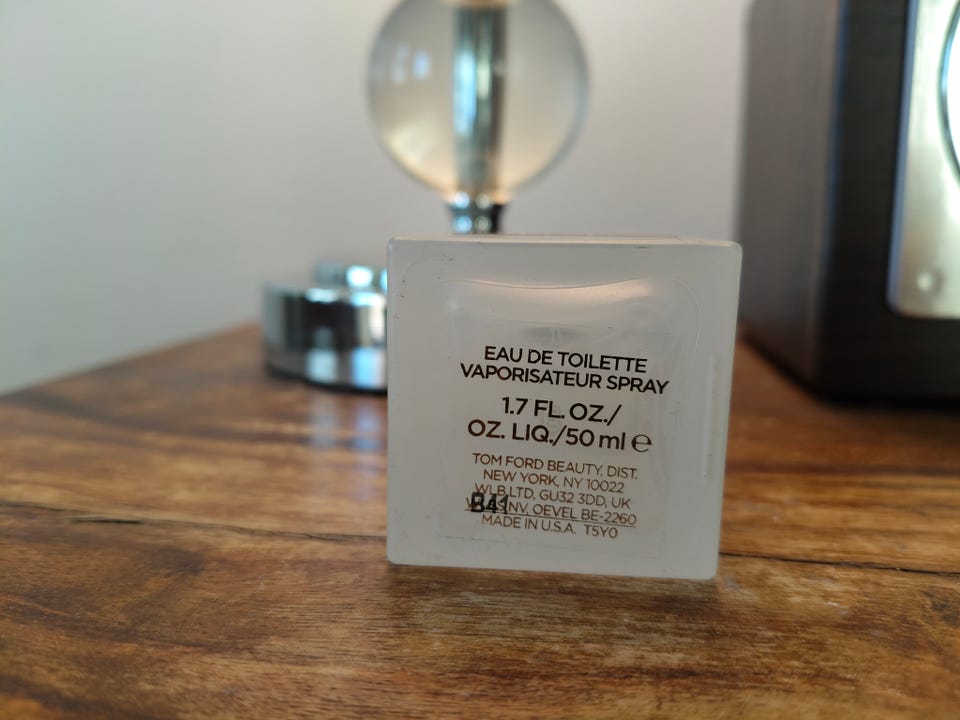 EAU DE TOILETTE
VAPORISATEUR SPRAY
1.7 FL. OZ./
OZ. LIQ./50 ml ℮
TOM FORD BEAUTY, DIST.
NEW YORK, NY 10022
WLB LTD, GU32 3DD, UK
NV, OEVEL BE-2260
B41
MADE IN U.S.A. T5Y0